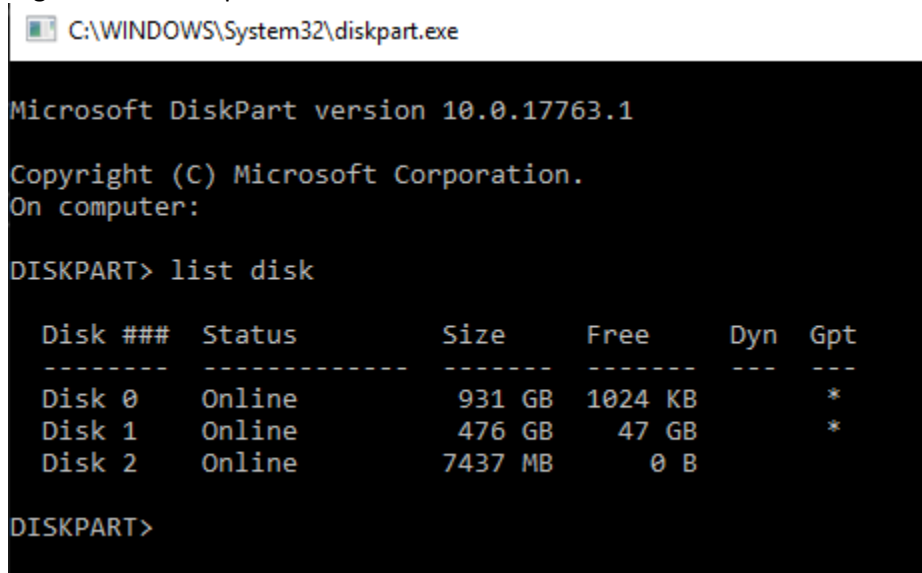 C:\WINDOWS\System32\diskpart.exe
Microsoft DiskPart version 10.0.17763.1
Copyright (C) Microsoft Corporation.
On computer:
DISKPART> list disk
Disk ###  Status         Size     Free     Dyn  Gpt
--------  -------------  -------  -------  ---  ---
Disk 0    Online          931 GB  1024 KB        *
Disk 1    Online          476 GB    47 GB        *
Disk 2    Online         7437 MB      0 B
DISKPART>